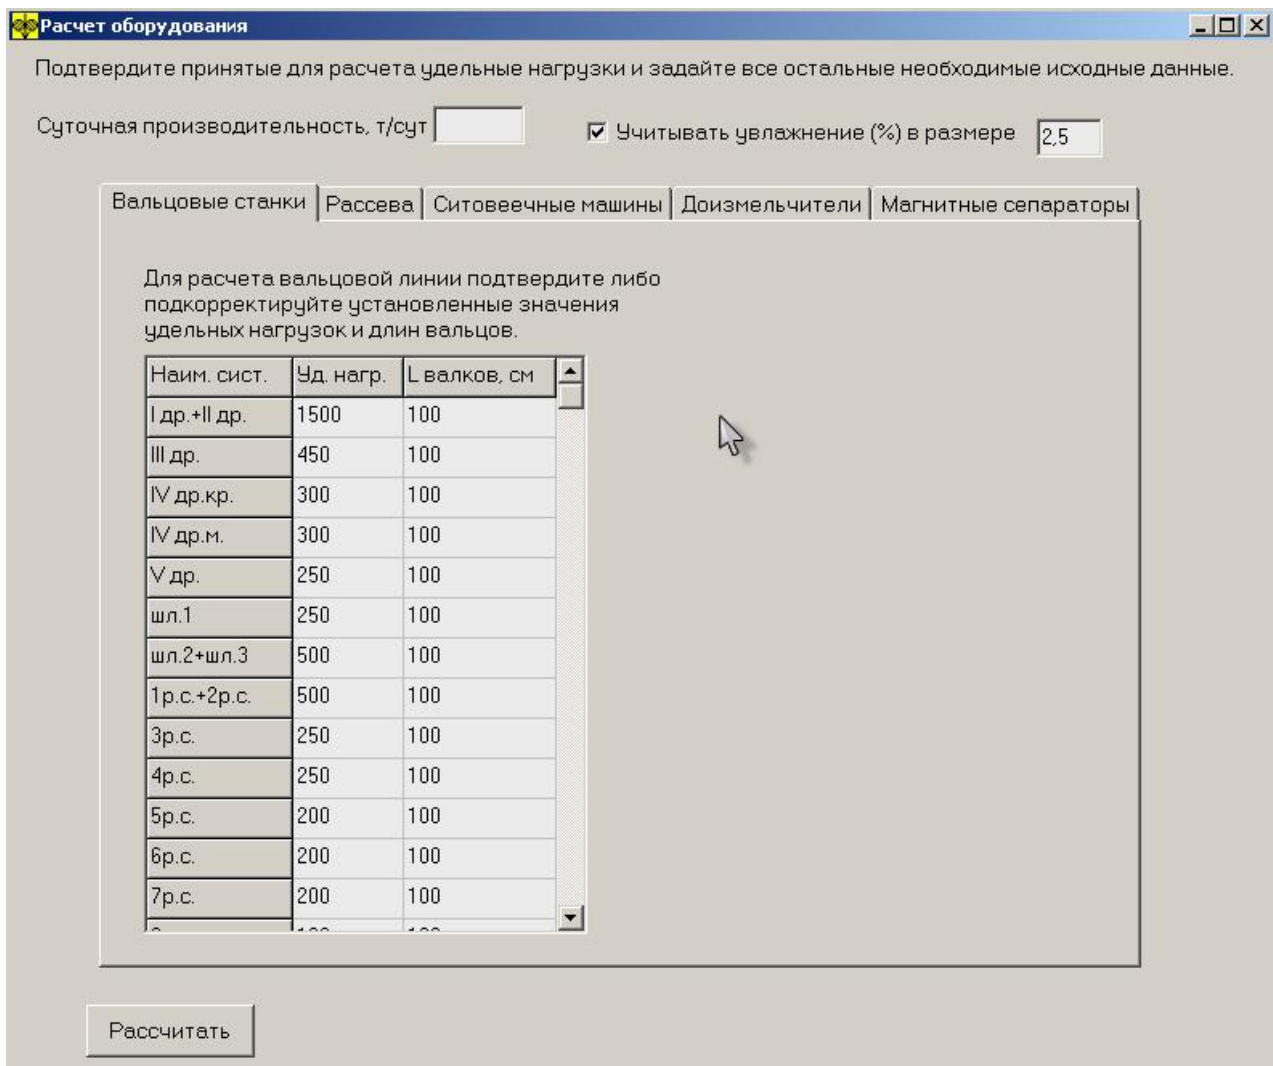 Расчет оборудования
Подтвердите принятые для расчета удельные нагрузки и задайте все остальные необходимые исходные данные.
Суточная производительность, т/сут
Учитывать увлажнение (%) в размере 2,5
Вальцовые станки Рассева Ситовеечные машины Доизмельчители Магнитные сепараторы
Для расчета вальцовой линии подтвердите либо
подкорректируйте установленные значения
удельных нагрузок и длин вальцов.
Наим. сист. Уд. нагр. L валков, см
I др.+II др. 1500 100
III др. 450 100
IV др.кр. 300 100
IV др.м. 300 100
V др. 250 100
шл.1 250 100
шл.2+шл.3 500 100
1р.с.+2р.с. 500 100
3р.с. 250 100
4р.с. 250 100
5р.с. 200 100
6р.с. 200 100
7р.с. 200 100
Рассчитать